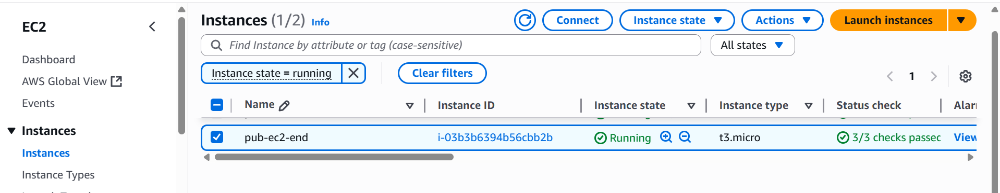 EC2
Dashboard
AWS Global View
Events
Instances
Instances
Instance Types
Instances (1/2) Info
Connect
Instance state
Actions
Launch instances
Find Instance by attribute or tag (case-sensitive)
All states
Instance state = running
Clear filters
1
Name Instance ID Instance state Instance type Status check
pub-ec2-end i-03b3b6394b56cbb2b Running t3.micro 3/3 checks View